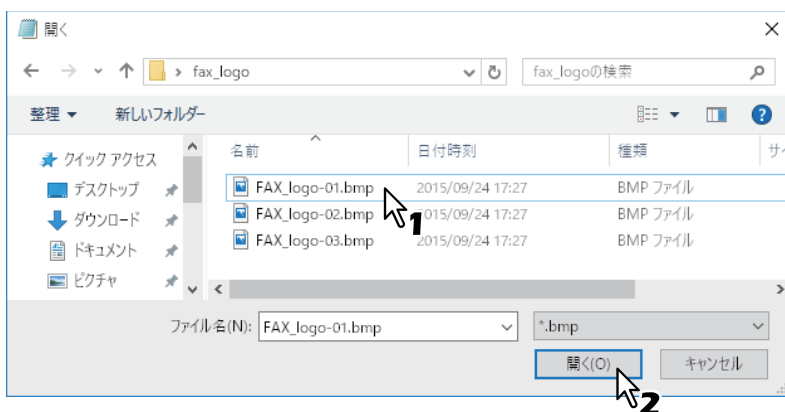 開く
fax_logo
fax_logoの検索
整理 新しいフォルダー
?
名前 日付時刻 種類 サイ
クイック アクセス
デスクトップ
ダウンロード
ドキュメント
ピクチャ
FAX_logo-01.bmp 2015/09/24 17:27 BMP ファイル
FAX_logo-02.bmp 2015/09/24 17:27 BMP ファイル
FAX_logo-03.bmp 2015/09/24 17:27 BMP ファイル
1
ファイル名(N): FAX_logo-01.bmp *.bmp
開く(O) キャンセル
2